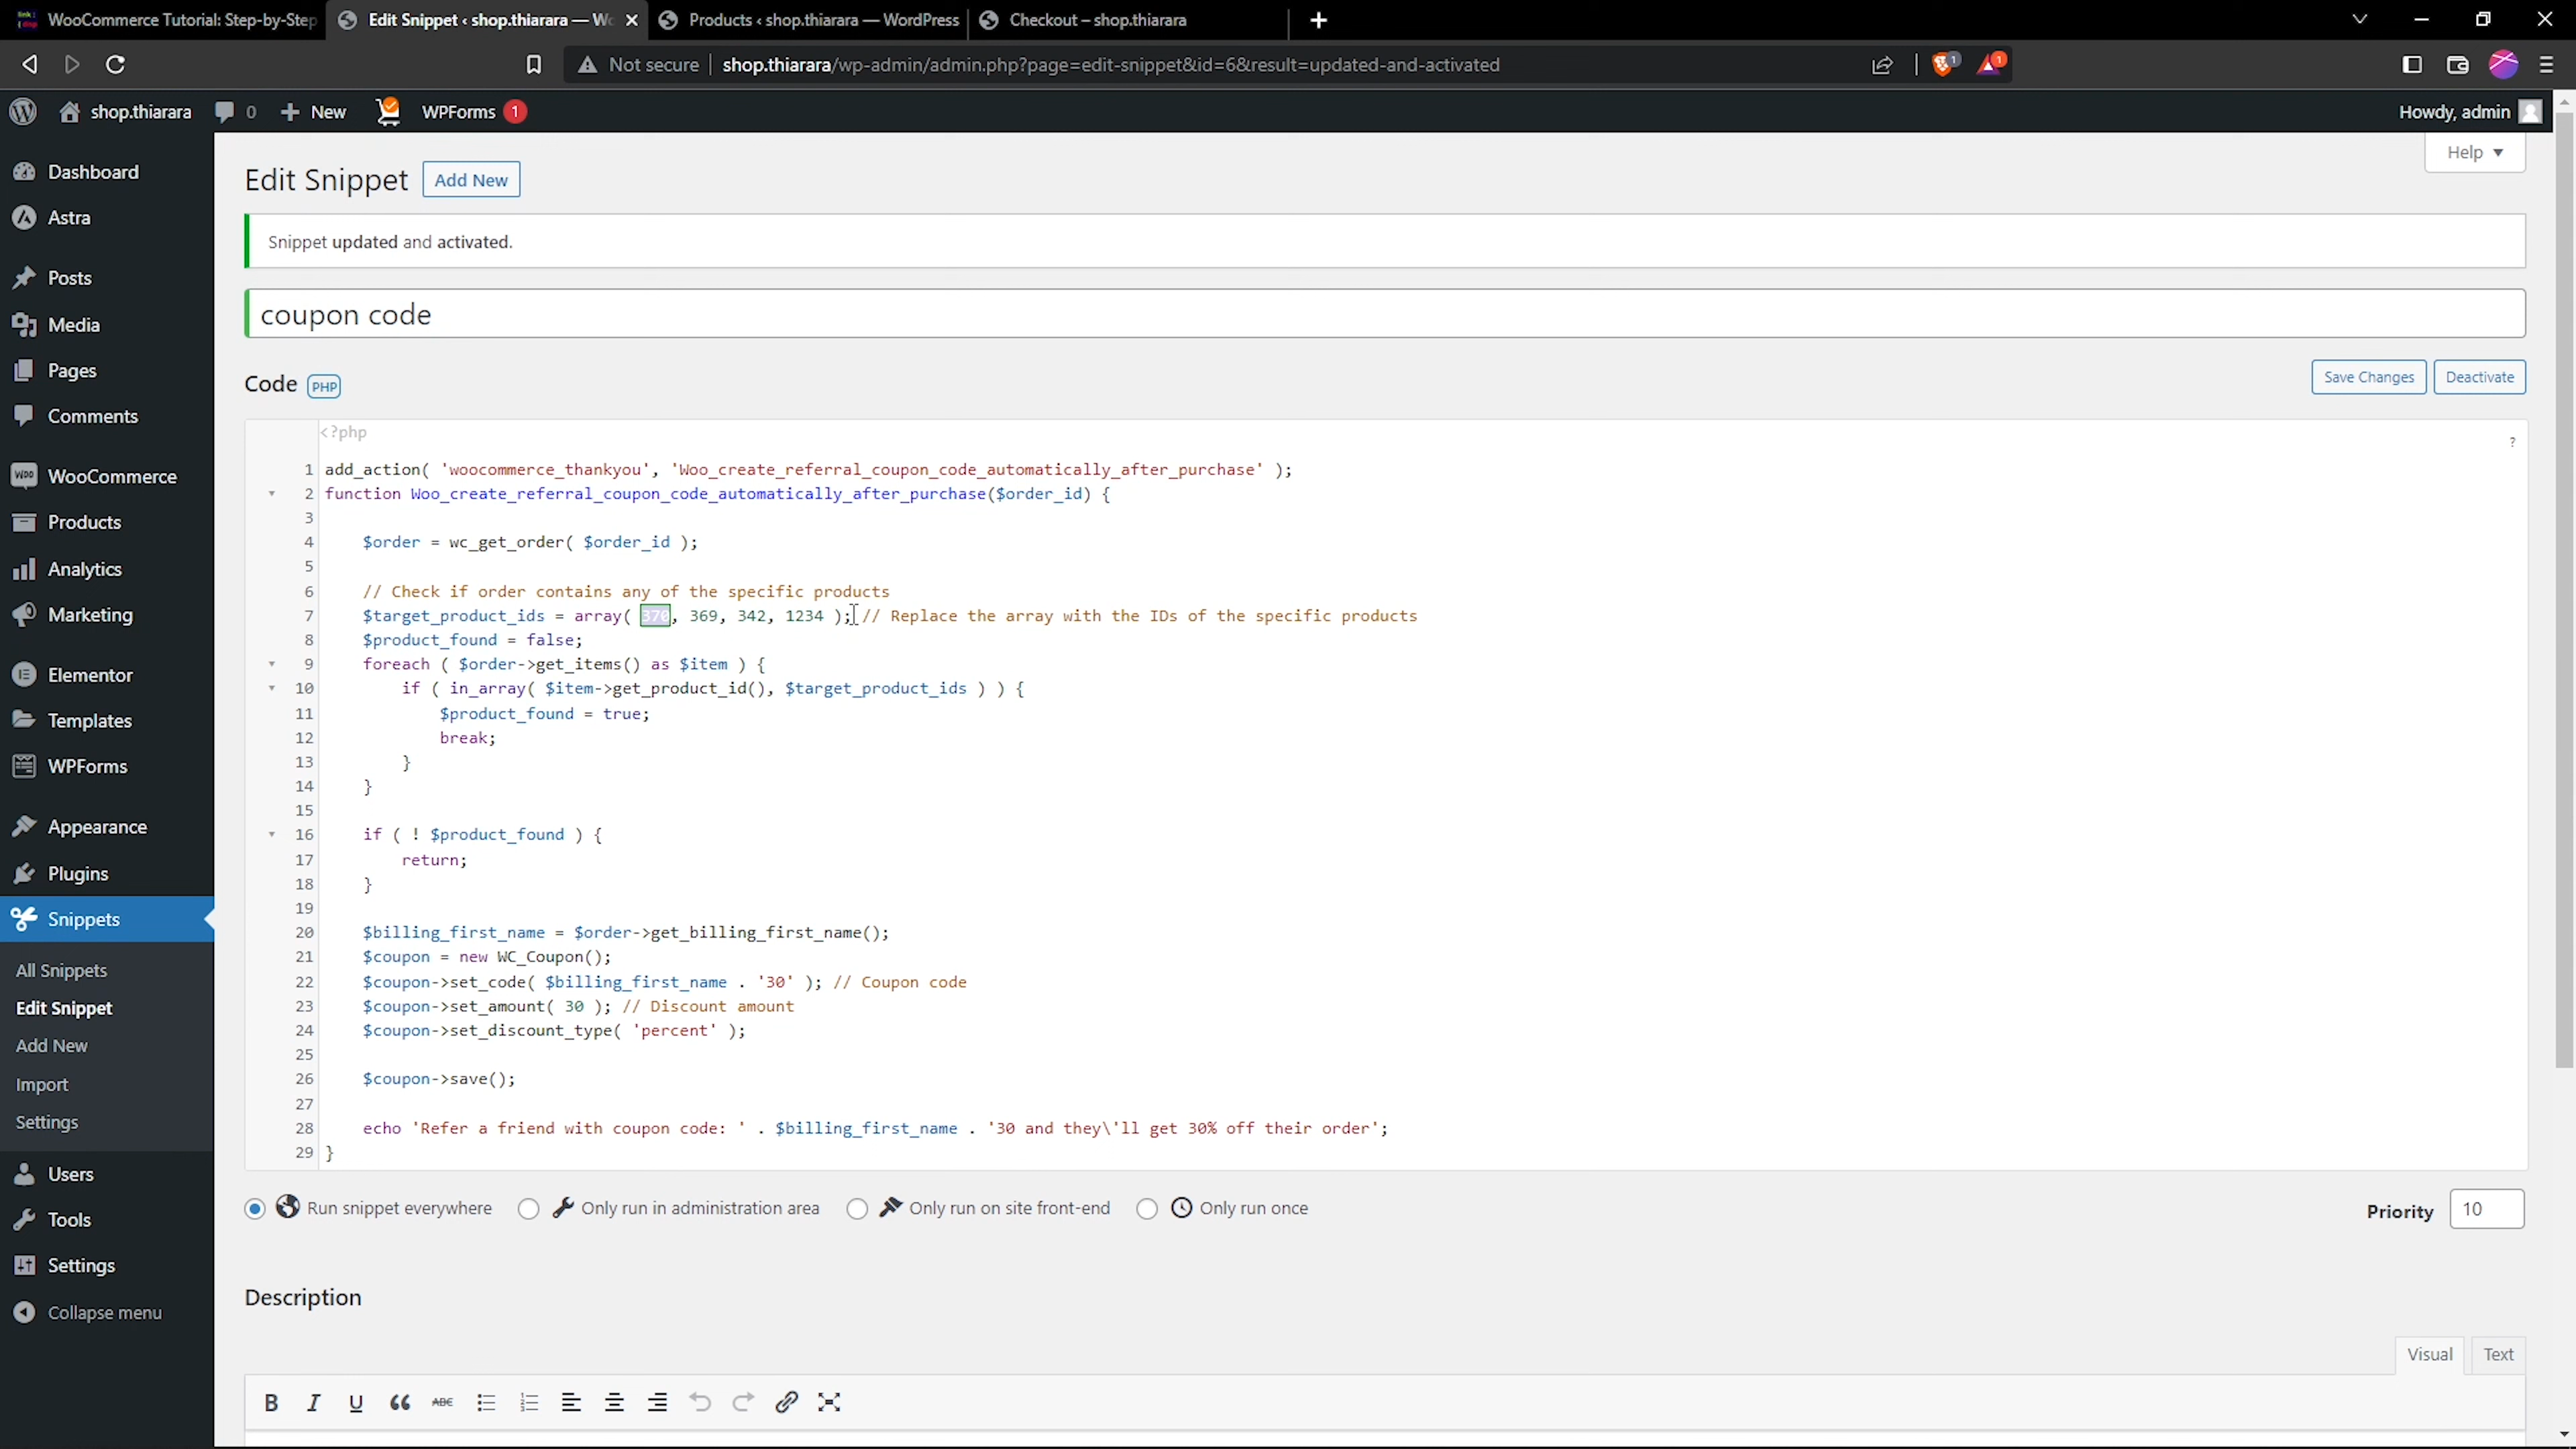 WooCommerce Tutorial: Step-by-Step
Edit Snippet ‹ shop.thiarara — Wo
Products ‹ shop.thiarara — WordPress
Checkout – shop.thiarara
Not secure
shop.thiarara/wp-admin/admin.php?page=edit-snippet&id=6&result=updated-and-activated
1
1
shop.thiarara
0
New
WPForms 1
Howdy, admin
Dashboard
Astra
Posts
Media
Pages
Comments
WooCommerce
Products
Analytics
Marketing
Elementor
Templates
WPForms
Appearance
Plugins
Snippets
All Snippets
Edit Snippet
Add New
Import
Settings
Users
Tools
Settings
Collapse menu
Help
Edit Snippet
Add New
Snippet updated and activated.
coupon code
Code PHP
Save Changes
Deactivate
<?php
?
1 add_action( 'woocommerce_thankyou', 'Woo_create_referral_coupon_code_automatically_after_purchase' );
2 function Woo_create_referral_coupon_code_automatically_after_purchase($order_id) {
3
4 $order = wc_get_order( $order_id );
5
6 // Check if order contains any of the specific products
7 $target_product_ids = array( 370, 369, 342, 1234 ); // Replace the array with the IDs of the specific products
8 $product_found = false;
9 foreach ( $order->get_items() as $item ) {
10 if ( in_array( $item->get_product_id(), $target_product_ids ) ) {
11 $product_found = true;
12 break;
13 }
14 }
15
16 if ( ! $product_found ) {
17 return;
18 }
19
20 $billing_first_name = $order->get_billing_first_name();
21 $coupon = new WC_Coupon();
22 $coupon->set_code( $billing_first_name . '30' ); // Coupon code
23 $coupon->set_amount( 30 ); // Discount amount
24 $coupon->set_discount_type( 'percent' );
25
26 $coupon->save();
27
28 echo 'Refer a friend with coupon code: ' . $billing_first_name . '30 and they\'ll get 30% off their order';
29 }
Run snippet everywhere
Only run in administration area
Only run on site front-end
Only run once
Priority 10
Description
Visual
Text
B I U ABC